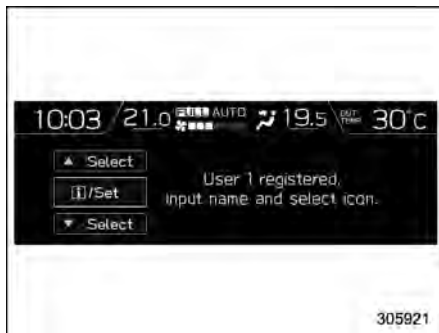 10:03 21.0 FULL AUTO 19.5 OUT TEMP 30°C
▲ Select
i/Set
▼ Select
User 1 registered,
input name and select icon.
305921